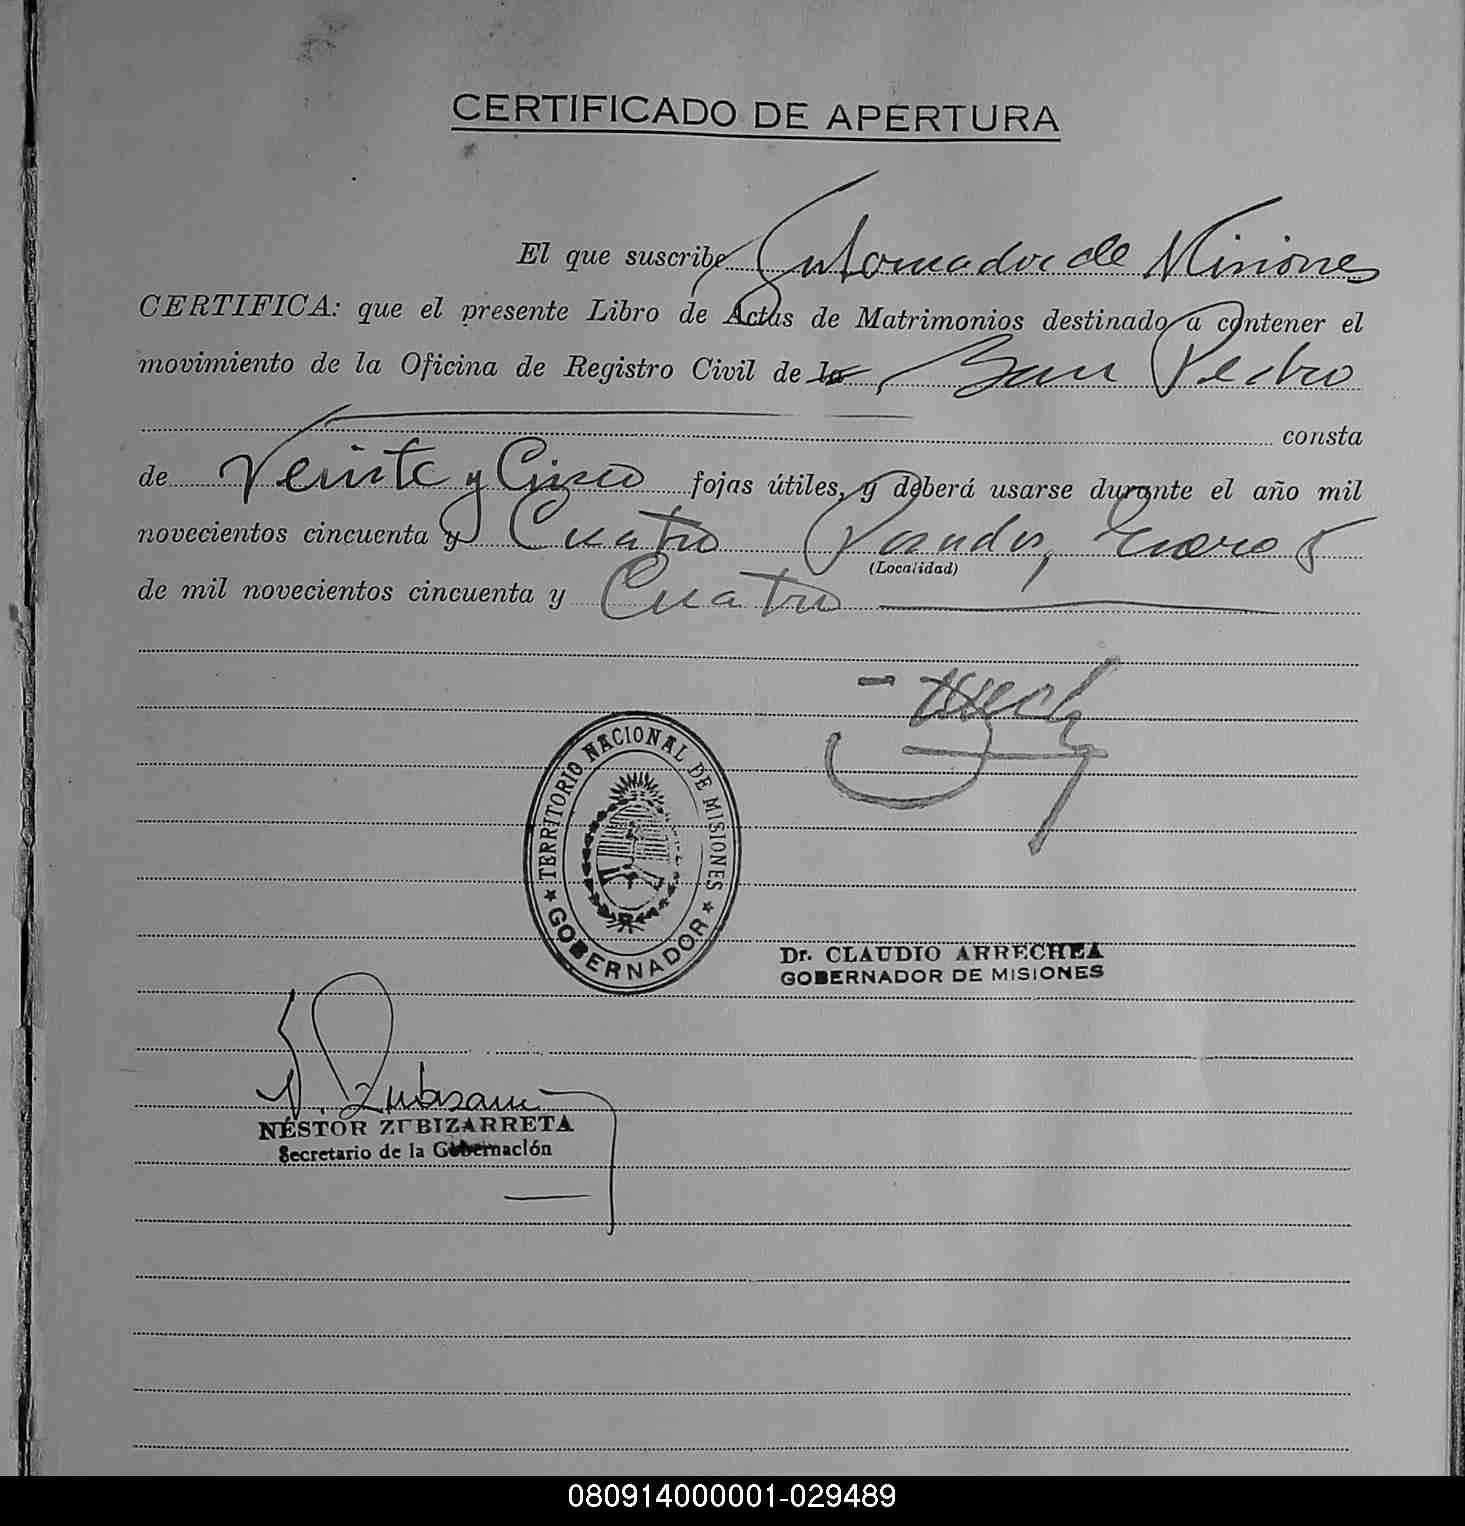 CERTIFICADO DE APERTURA
El que suscribe Gobernador de Misiones
CERTIFICA: que el presente Libro de Actas de Matrimonios destinado a contener el
movimiento de la Oficina de Registro Civil de la San Pedro
consta
de Veinte y Cinco fojas útiles, y deberá usarse durante el año mil
novecientos cincuenta y Cuatro Posadas, Enero
(Localidad)
de mil novecientos cincuenta y Cuatro
TERRITORIO NACIONAL DE MISIONES
GOBERNADOR
Dr. CLAUDIO ARRECHEA
GOBERNADOR DE MISIONES
NÉSTOR ZUBIZARRETA
Secretario de la Gobernación
080914000001-029489